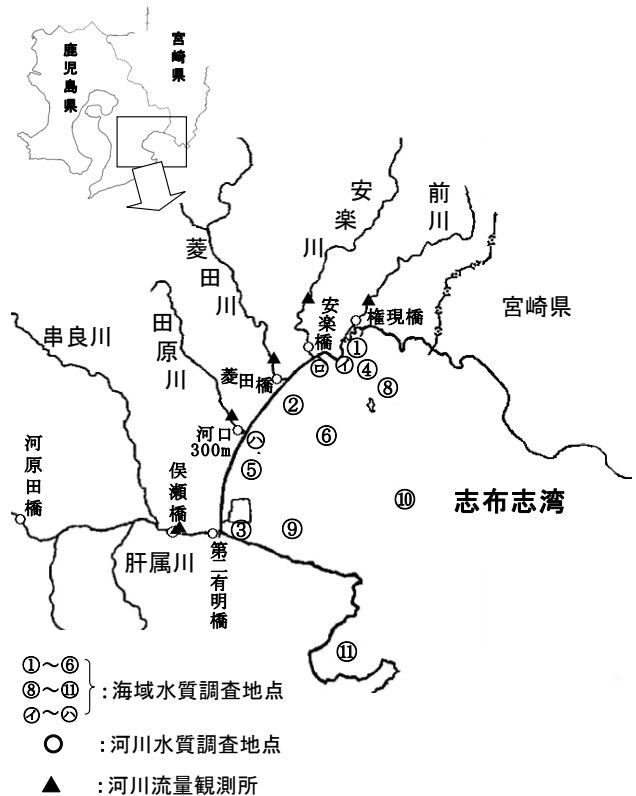 宮崎県
鹿児島県
安楽川
前川
菱田川
宮崎県
安楽橋
権現橋
田原川
串良川
①
イ
④
ロ
⑧
菱田橋
②
河口
300m
ハ
⑥
⑤
河原田橋
俣瀬橋
⑩
志布志湾
③
⑨
肝属川
第二有明橋
⑪
①～⑥
⑧～⑪
イ～ハ
:海域水質調査地点
:河川水質調査地点
:河川流量観測所